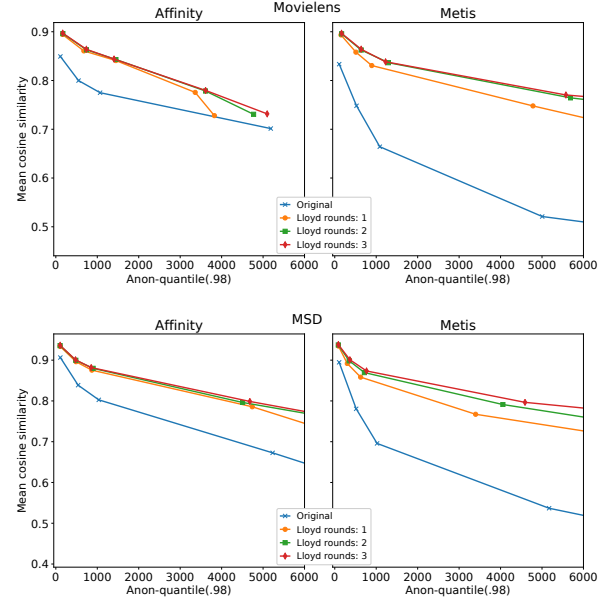 Movielens
Affinity
Metis
0.9
0.8
0.7
0.6
0.5
Mean cosine similarity
0 1000 2000 3000 4000 5000 6000
0 1000 2000 3000 4000 5000 6000
Anon-quantile(.98)
Anon-quantile(.98)
Original
Lloyd rounds: 1
Lloyd rounds: 2
Lloyd rounds: 3
MSD
Affinity
Metis
0.9
0.8
0.7
0.6
0.5
0.4
Mean cosine similarity
0 1000 2000 3000 4000 5000 6000
0 1000 2000 3000 4000 5000 6000
Anon-quantile(.98)
Anon-quantile(.98)
Original
Lloyd rounds: 1
Lloyd rounds: 2
Lloyd rounds: 3